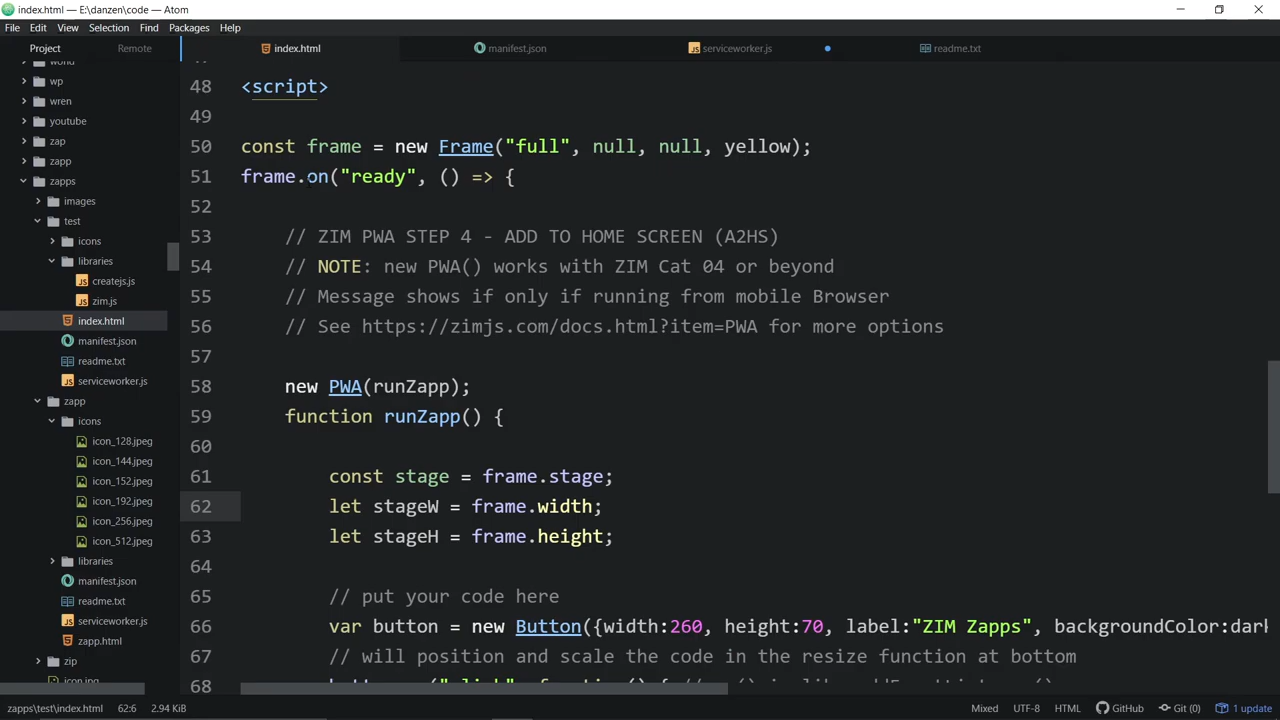 index.html — E:\danzen\code — Atom
File Edit View Selection Find Packages Help
Project Remote
index.html manifest.json serviceworker.js readme.txt
world
wp
wren
youtube
zap
zapp
zapps
images
test
icons
libraries
createjs.js
zim.js
index.html
manifest.json
readme.txt
serviceworker.js
zapp
icons
icon_128.jpeg
icon_144.jpeg
icon_152.jpeg
icon_192.jpeg
icon_256.jpeg
icon_512.jpeg
libraries
manifest.json
readme.txt
serviceworker.js
zapp.html
zip
icon.jpg
48 <script>
49
50 const frame = new Frame("full", null, null, yellow);
51 frame.on("ready", () => {
52
53 // ZIM PWA STEP 4 - ADD TO HOME SCREEN (A2HS)
54 // NOTE: new PWA() works with ZIM Cat 04 or beyond
55 // Message shows if only if running from mobile Browser
56 // See https://zimjs.com/docs.html?item=PWA for more options
57
58 new PWA(runZapp);
59 function runZapp() {
60
61 const stage = frame.stage;
62 let stageW = frame.width;
63 let stageH = frame.height;
64
65 // put your code here
66 var button = new Button({width:260, height:70, label:"ZIM Zapps", backgroundColor:dark
67 // will position and scale the code in the resize function at bottom
68
zapps\test\index.html 62:6 2.94 KiB Mixed UTF-8 HTML GitHub Git (0) 1 update